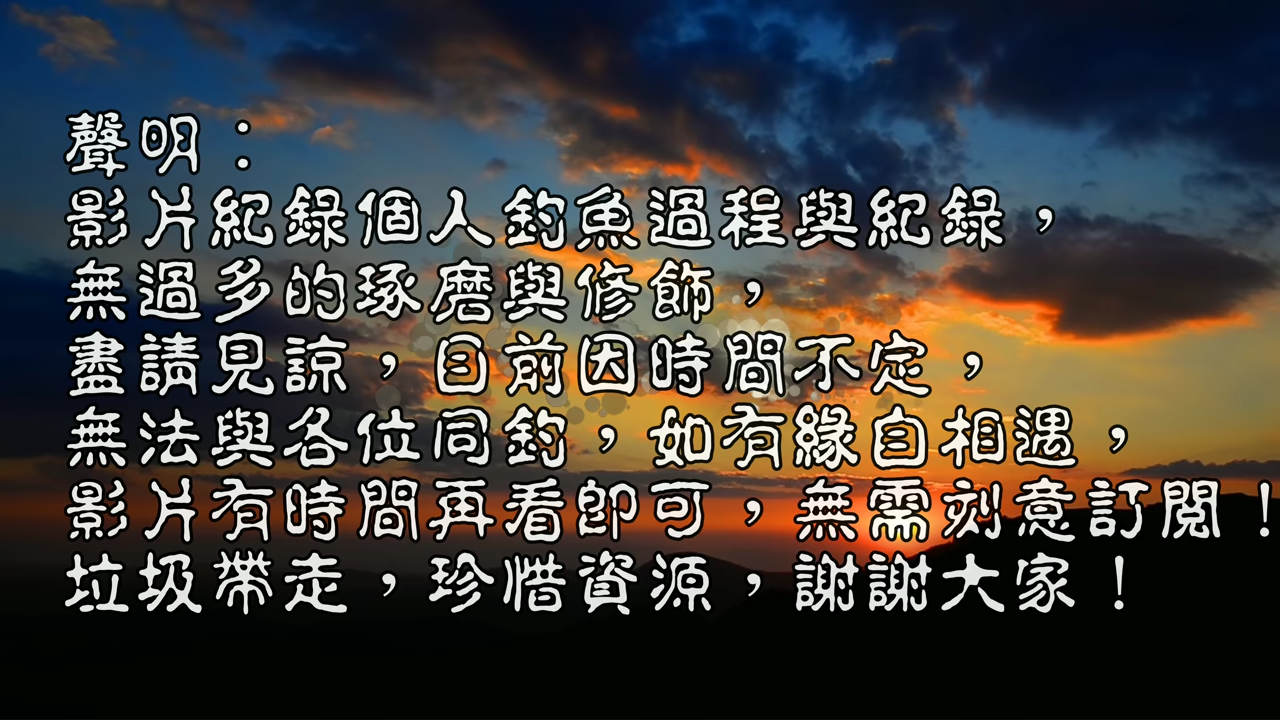 聲明：
影片紀錄個人釣魚過程與紀錄，
無過多的琢磨與修飾，
盡請見諒，目前因時間不定，
無法與各位同釣，如有緣自相遇，
影片有時間再看即可，無需刻意訂閱！
垃圾帶走，珍惜資源，謝謝大家！